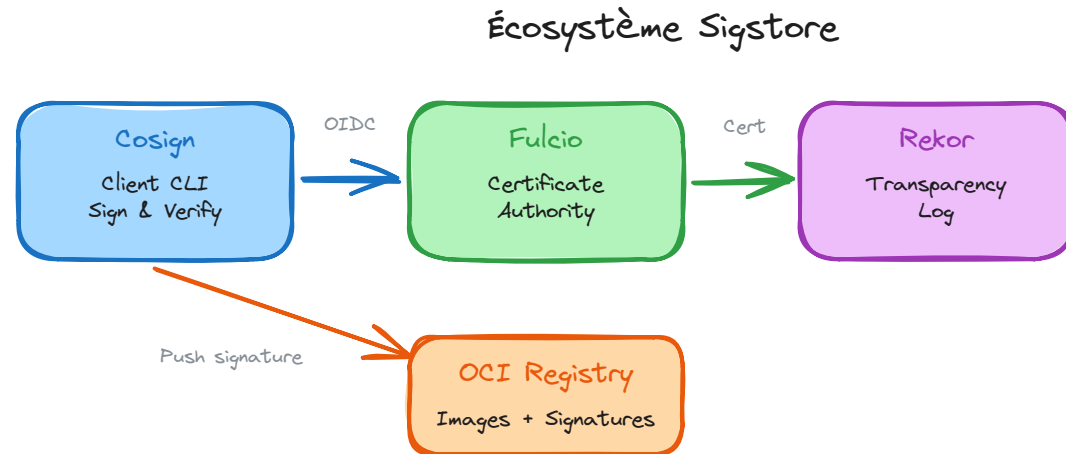 Écosystème Sigstore
Cosign
Client CLI
Sign & Verify
OIDC
Fulcio
Certificate
Authority
Cert
Rekor
Transparency
Log
Push signature
OCI Registry
Images + Signatures